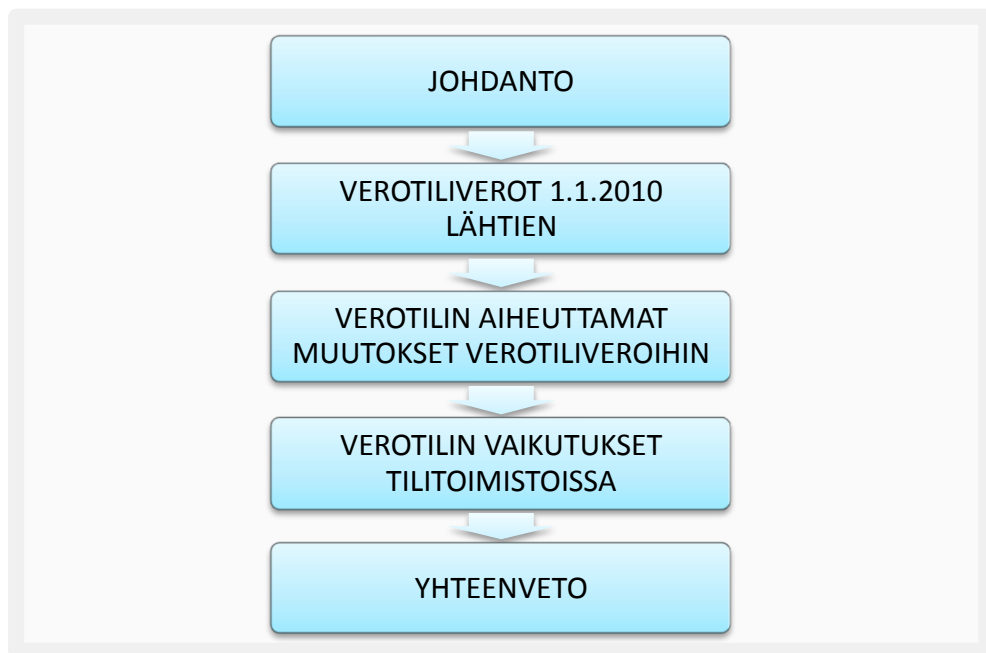 JOHDANTO
VEROTILIVEROT 1.1.2010
LÄHTIEN
VEROTILIN AIHEUTTAMAT
MUUTOKSET VEROTILIVEROIHIN
VEROTILIN VAIKUTUKSET
TILITOIMISTOISSA
YHTEENVETO